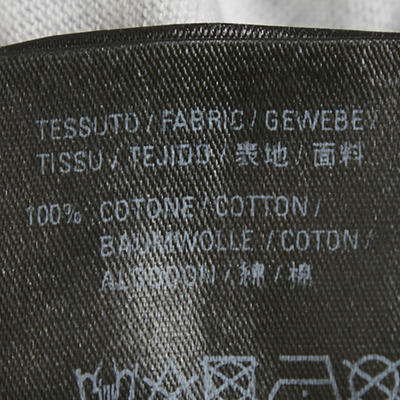 TESSUTO / FABRIC / GEWEBE /
TISSU / TEJIDO / 表地 / 面料
100% COTONE / COTTON /
BAUMWOLLE / COTON /
ALGODON / 綿 / 棉